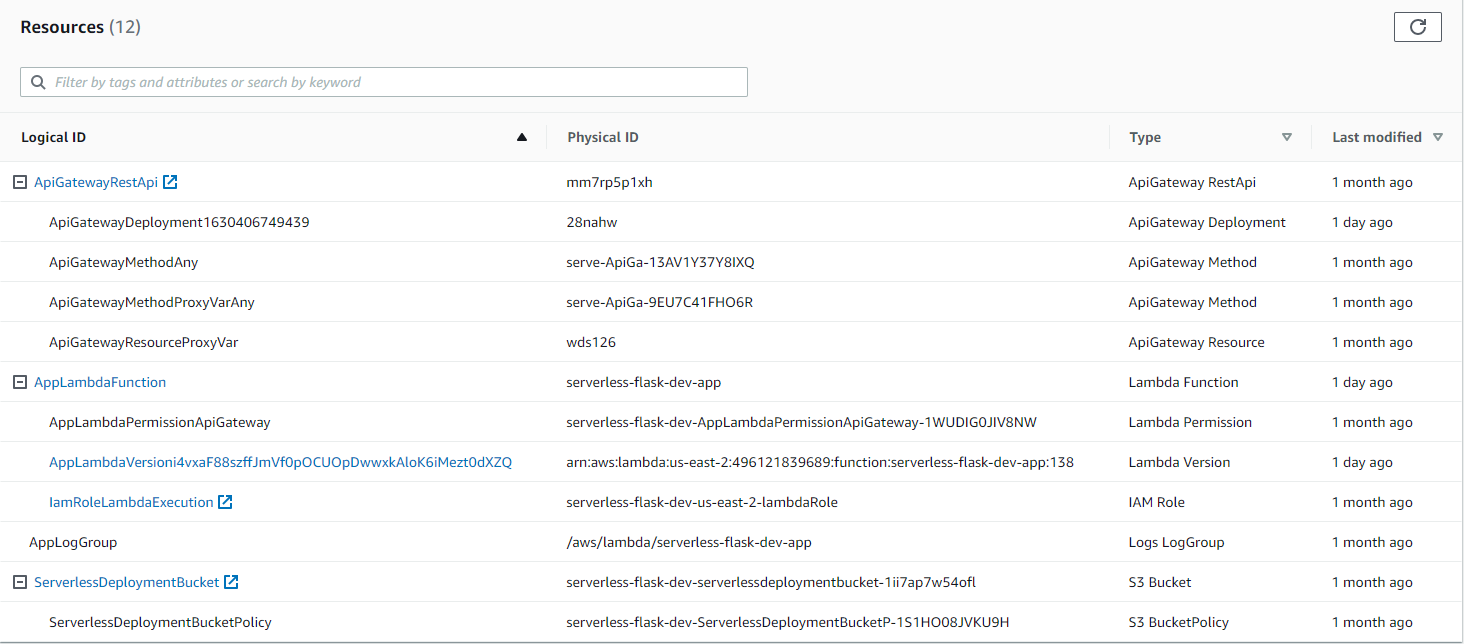 Resources (12)
Filter by tags and attributes or search by keyword
Logical ID Physical ID Type Last modified
ApiGatewayRestApi mm7rp5p1xh ApiGateway RestApi 1 month ago
ApiGatewayDeployment1630406749439 28nahw ApiGateway Deployment 1 day ago
ApiGatewayMethodAny serve-ApiGa-13AV1Y37Y8IXQ ApiGateway Method 1 month ago
ApiGatewayMethodProxyVarAny serve-ApiGa-9EU7C41FHO6R ApiGateway Method 1 month ago
ApiGatewayResourceProxyVar wds126 ApiGateway Resource 1 month ago
AppLambdaFunction serverless-flask-dev-app Lambda Function 1 day ago
AppLambdaPermissionApiGateway serverless-flask-dev-AppLambdaPermissionApiGateway-1WUDIG0JIV8NW Lambda Permission 1 month ago
AppLambdaVersioni4vxaF88szffJmVf0pOCUOpDwwxkAloK6iMezt0dXZQ arn:aws:lambda:us-east-2:496121839689:function:serverless-flask-dev-app:138 Lambda Version 1 day ago
IamRoleLambdaExecution serverless-flask-dev-us-east-2-lambdaRole IAM Role 1 month ago
AppLogGroup /aws/lambda/serverless-flask-dev-app Logs LogGroup 1 month ago
ServerlessDeploymentBucket serverless-flask-dev-serverlessdeploymentbucket-1ii7ap7w54ofl S3 Bucket 1 month ago
ServerlessDeploymentBucketPolicy serverless-flask-dev-ServerlessDeploymentBucketP-1S1HO08JVKU9H S3 BucketPolicy 1 month ago